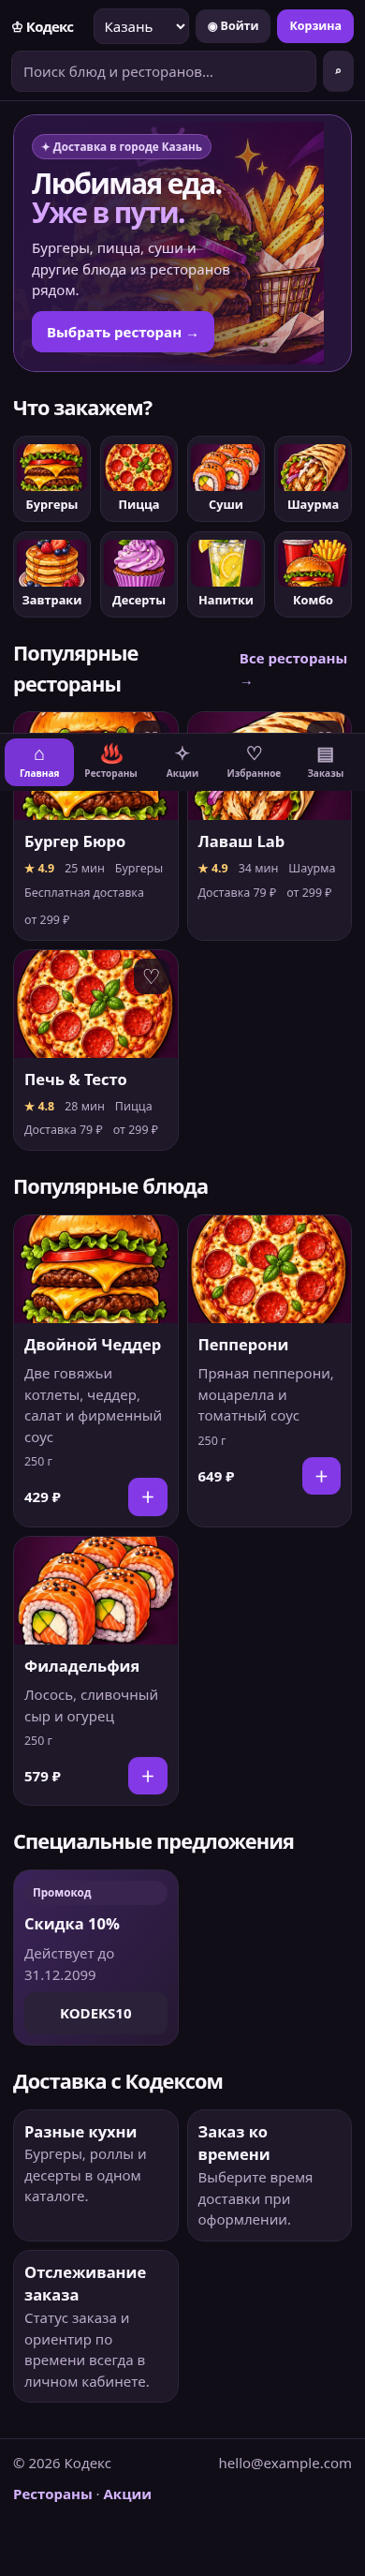 ♔ Кодекс
Казань
◉ Войти
Корзина
Поиск блюд и ресторанов...
✦ Доставка в городе Казань
Любимая еда.
Уже в пути.
Бургеры, пицца, суши и
другие блюда из ресторанов
рядом.
Выбрать ресторан →
Что закажем?
Бургеры
Пицца
Суши
Шаурма
Завтраки
Десерты
Напитки
Комбо
Популярные
рестораны
Все рестораны
→
Главная
Рестораны
Акции
Избранное
Заказы
Бургер Бюро
★ 4.9 25 мин Бургеры
Бесплатная доставка
от 299 ₽
Лаваш Lab
★ 4.9 34 мин Шаурма
Доставка 79 ₽ от 299 ₽
Печь & Тесто
★ 4.9 28 мин Пицца
Доставка 79 ₽ от 299 ₽
Популярные блюда
Двойной Чеддер
Две говяжьи
котлеты, чеддер,
салат и фирменный
соус
250 г
429 ₽
+
Пепперони
Пряная пепперони,
моцарелла и
томатный соус
250 г
649 ₽
+
Филадельфия
Лосось, сливочный
сыр и огурец
250 г
579 ₽
+
Специальные предложения
Промокод
Скидка 10%
Действует до
31.12.2099
KODEKS10
Доставка с Кодексом
Разные кухни
Бургеры, роллы и
десерты в одном
каталоге.
Заказ ко
времени
Выберите время
доставки при
оформлении.
Отслеживание
заказа
Статус заказа и
ориентир по
времени всегда в
личном кабинете.
© 2026 Кодекс
hello@example.com
Рестораны · Акции